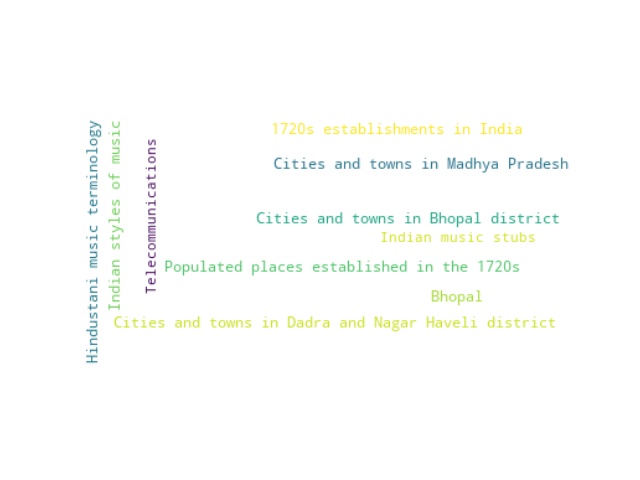 Hindustani music terminology
Indian styles of music
Telecommunications
1720s establishments in India
Cities and towns in Madhya Pradesh
Cities and towns in Bhopal district
Indian music stubs
Populated places established in the 1720s
Bhopal
Cities and towns in Dadra and Nagar Haveli district